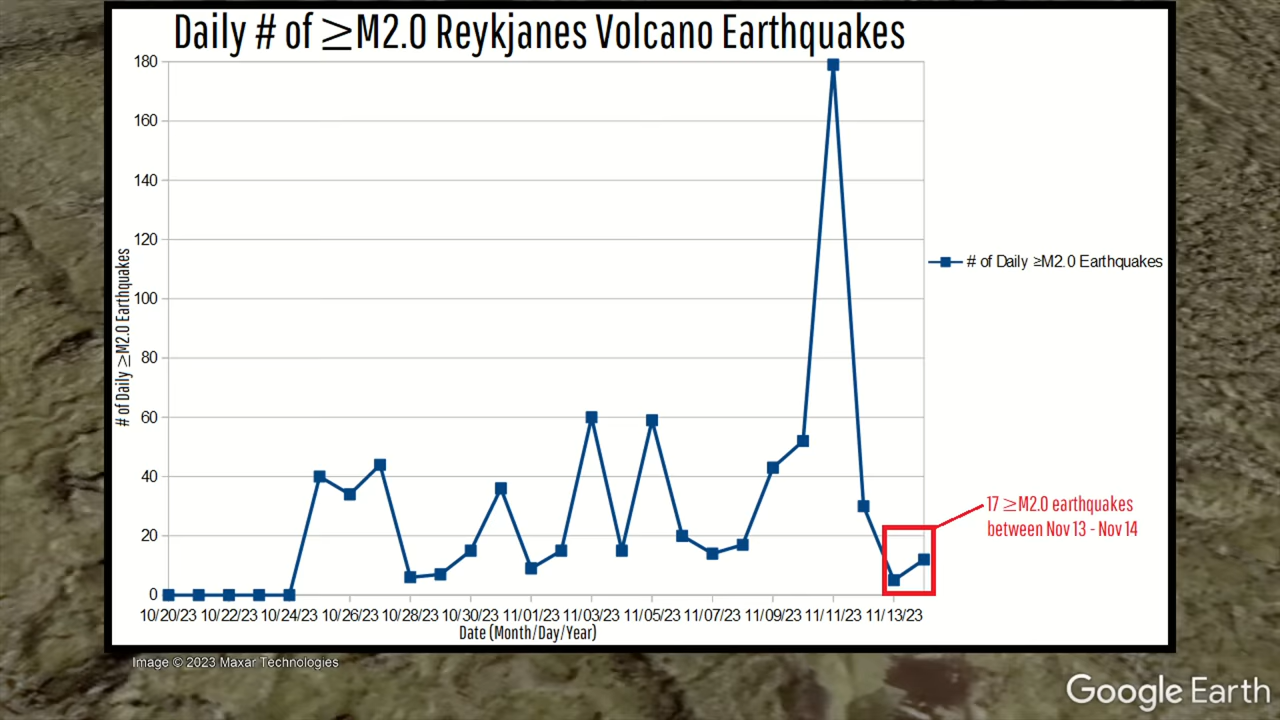 Daily # of ≥M2.0 Reykjanes Volcano Earthquakes
180
160
140
120
100
80
60
40
20
0
# of Daily ≥M2.0 Earthquakes
# of Daily ≥M2.0 Earthquakes
17 ≥M2.0 earthquakes
between Nov 13 - Nov 14
10/20/23 10/22/23 10/24/23 10/26/23 10/28/23 10/30/23 11/01/23 11/03/23 11/05/23 11/07/23 11/09/23 11/11/23 11/13/23
Date (Month/Day/Year)
Image © 2023 Maxar Technologies
Google Earth